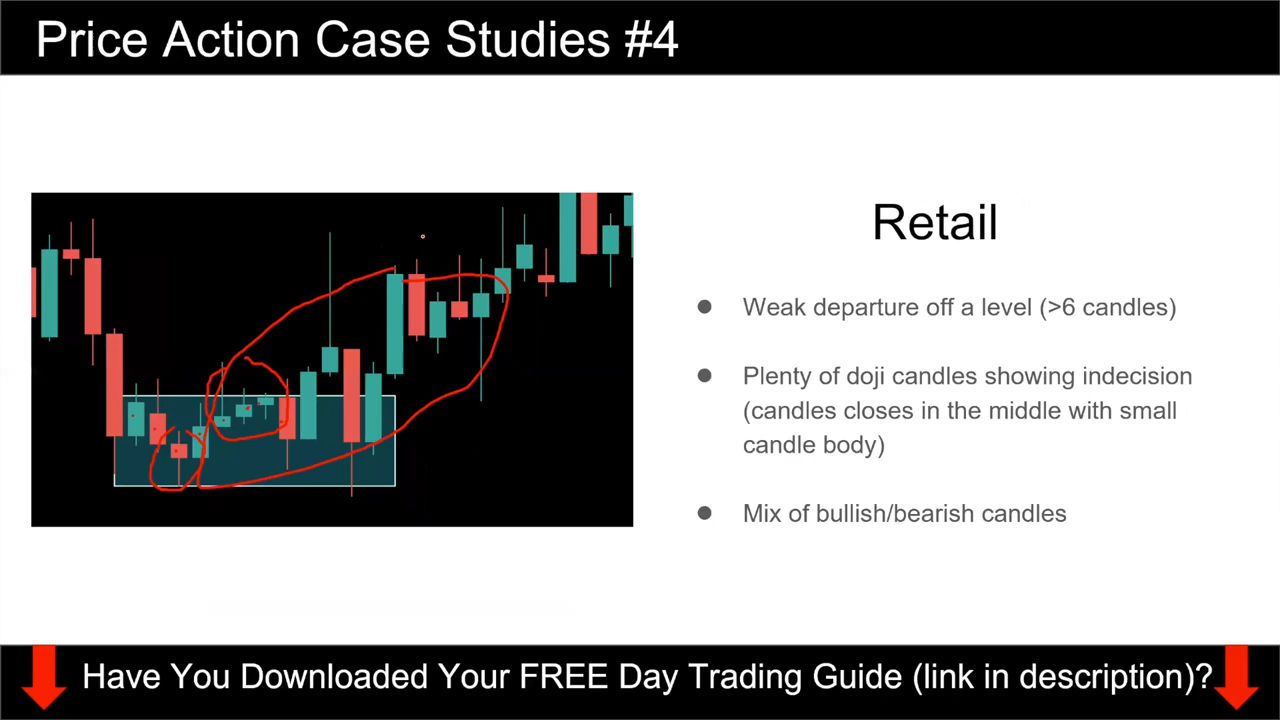 Price Action Case Studies #4
Retail
● Weak departure off a level (>6 candles)
● Plenty of doji candles showing indecision
(candles closes in the middle with small
candle body)
● Mix of bullish/bearish candles
Have You Downloaded Your FREE Day Trading Guide (link in description)?